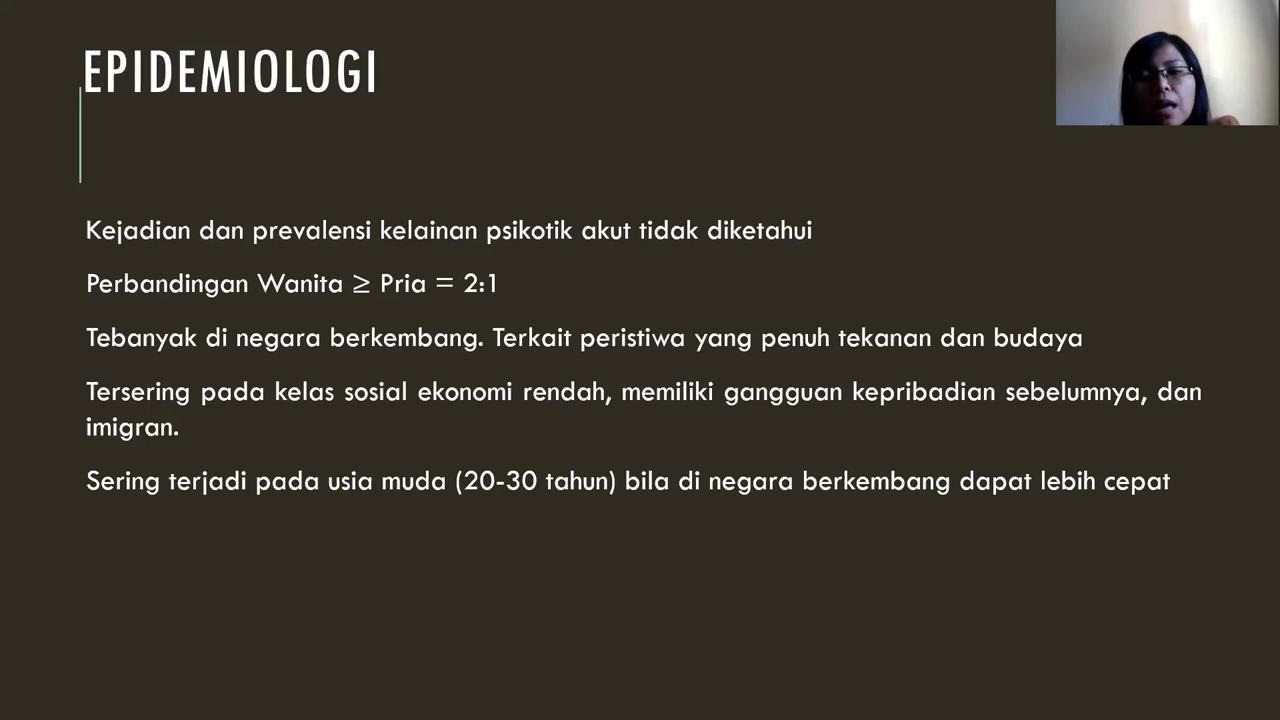 EPIDEMIOLOGI
Kejadian dan prevalensi kelainan psikotik akut tidak diketahui
Perbandingan Wanita ≥ Pria = 2:1
Tebanyak di negara berkembang. Terkait peristiwa yang penuh tekanan dan budaya
Tersering pada kelas sosial ekonomi rendah, memiliki gangguan kepribadian sebelumnya, dan
imigran.
Sering terjadi pada usia muda (20-30 tahun) bila di negara berkembang dapat lebih cepat